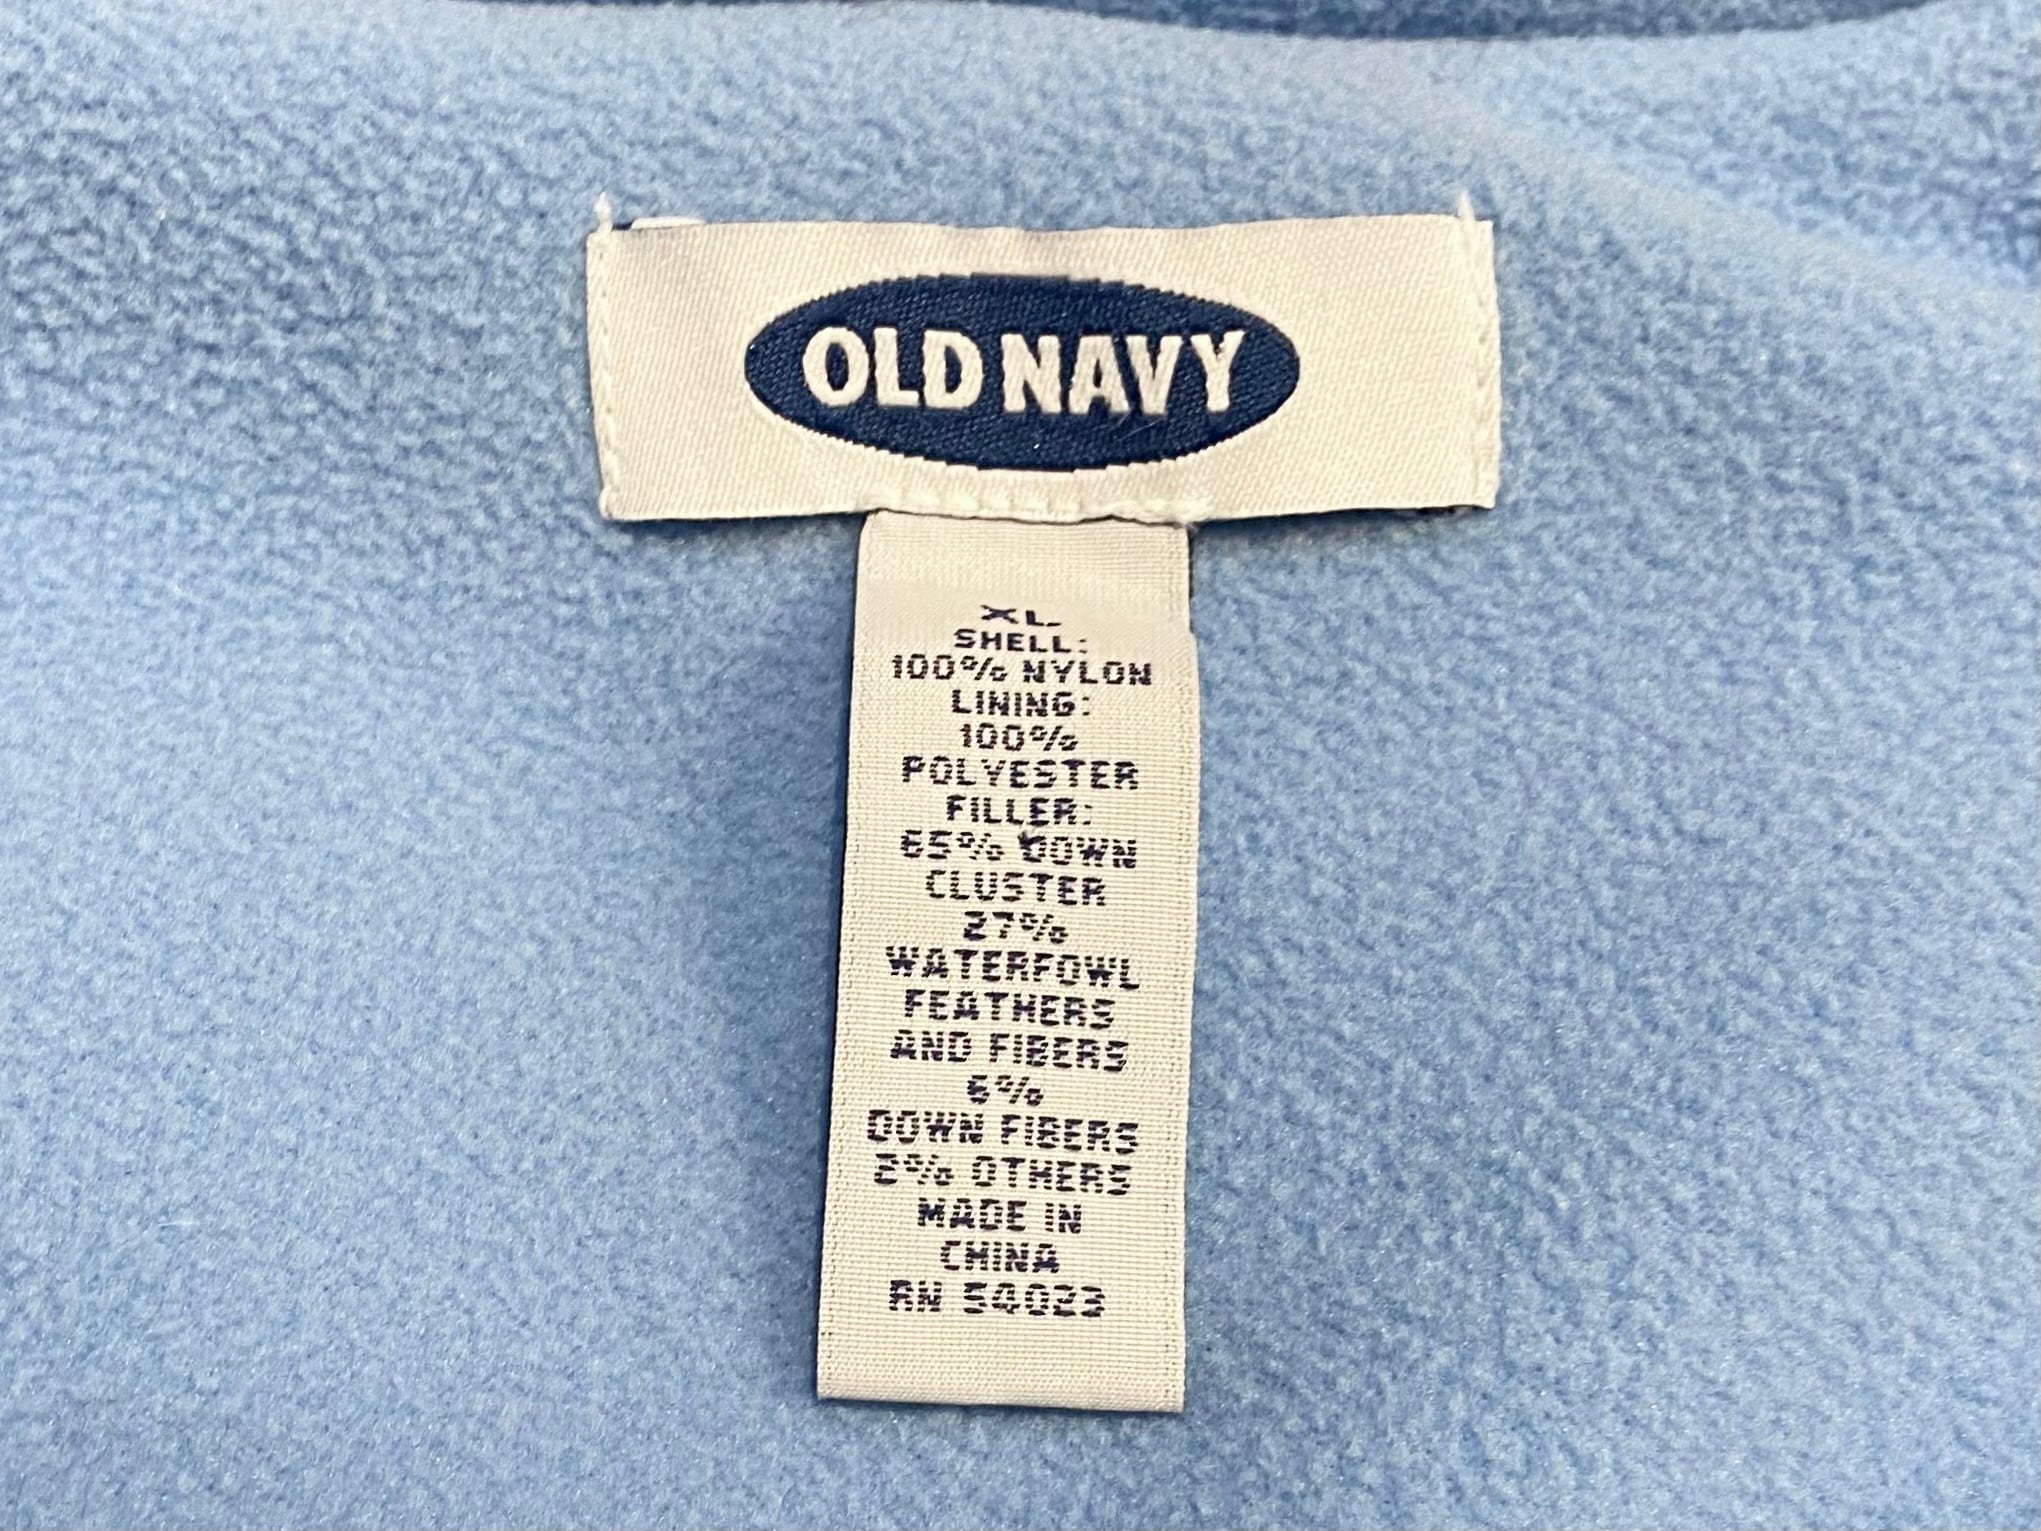 OLD NAVY
XL
SHELL:
100% NYLON
LINING:
100%
POLYESTER
FILLER:
65% DOWN
CLUSTER
27%
WATERFOWL
FEATHERS
AND FIBERS
6%
DOWN FIBERS
2% OTHERS
MADE IN
CHINA
RN 54023